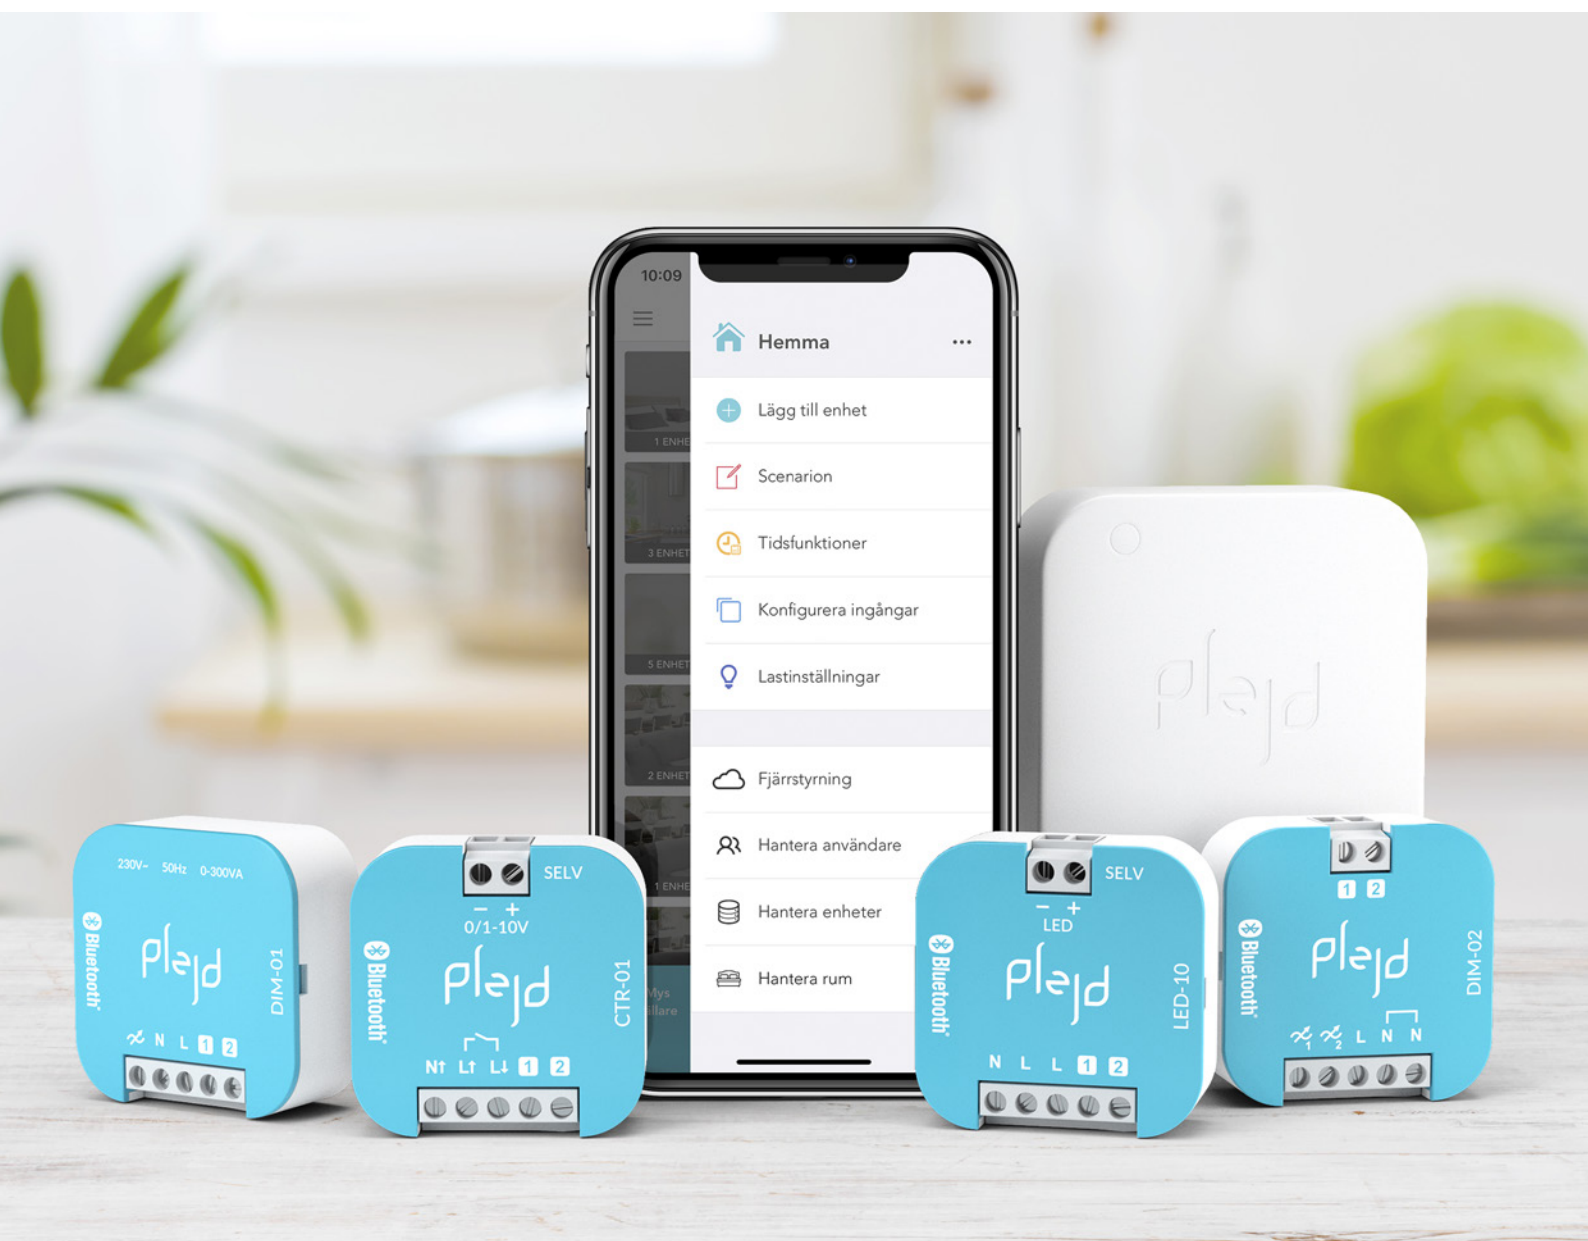 10:09
Hemma
Lägg till enhet
1 ENHE
Scenarion
Tidsfunktioner
3 ENHET
Konfigurera ingångar
5 ENHET
Lastinställningar
2 ENHET
Fjärrstyrning
Hantera användare
1 ENHE
Hantera enheter
Hantera rum
Mys
plejd
230V~ 50Hz 0-300VA
Bluetooth
plejd
DIM-01
N L 1 2
SELV
− +
0/1-10V
Bluetooth
plejd
CTR-01
N↑ L↑ L↓ 1 2
SELV
− +
LED
Bluetooth
plejd
LED-10
N L L 1 2
1 2
Bluetooth
plejd
DIM-02
1 2 L N N